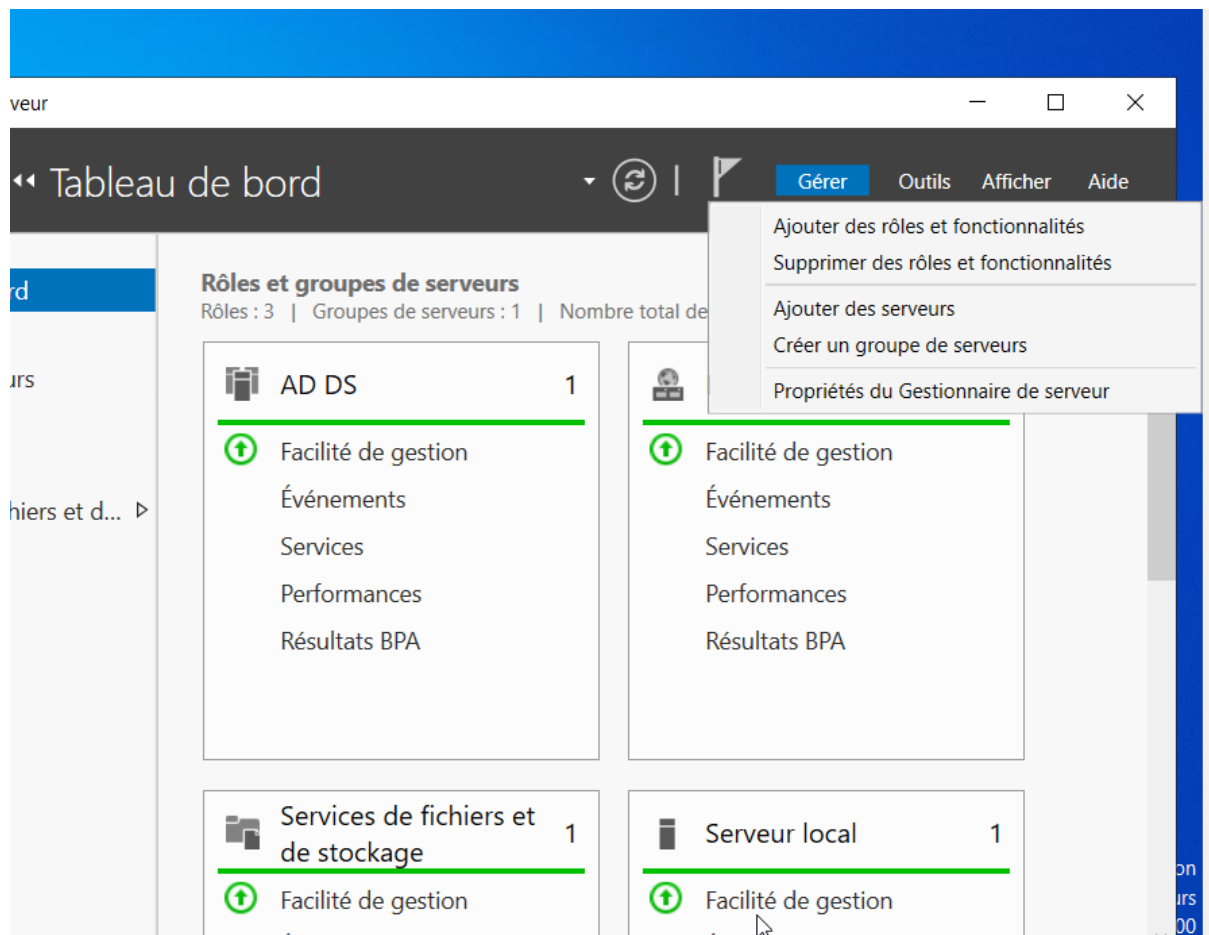 veur
Tableau de bord
Gérer Outils Afficher Aide
Ajouter des rôles et fonctionnalités
Supprimer des rôles et fonctionnalités
Ajouter des serveurs
Créer un groupe de serveurs
Propriétés du Gestionnaire de serveur
rd
urs
hiers et d...
Rôles et groupes de serveurs
Rôles : 3 | Groupes de serveurs : 1 | Nombre total de
AD DS 1
Facilité de gestion
Événements
Services
Performances
Résultats BPA
Facilité de gestion
Événements
Services
Performances
Résultats BPA
Services de fichiers et
de stockage 1
Facilité de gestion
Serveur local 1
Facilité de gestion
on
urs
00